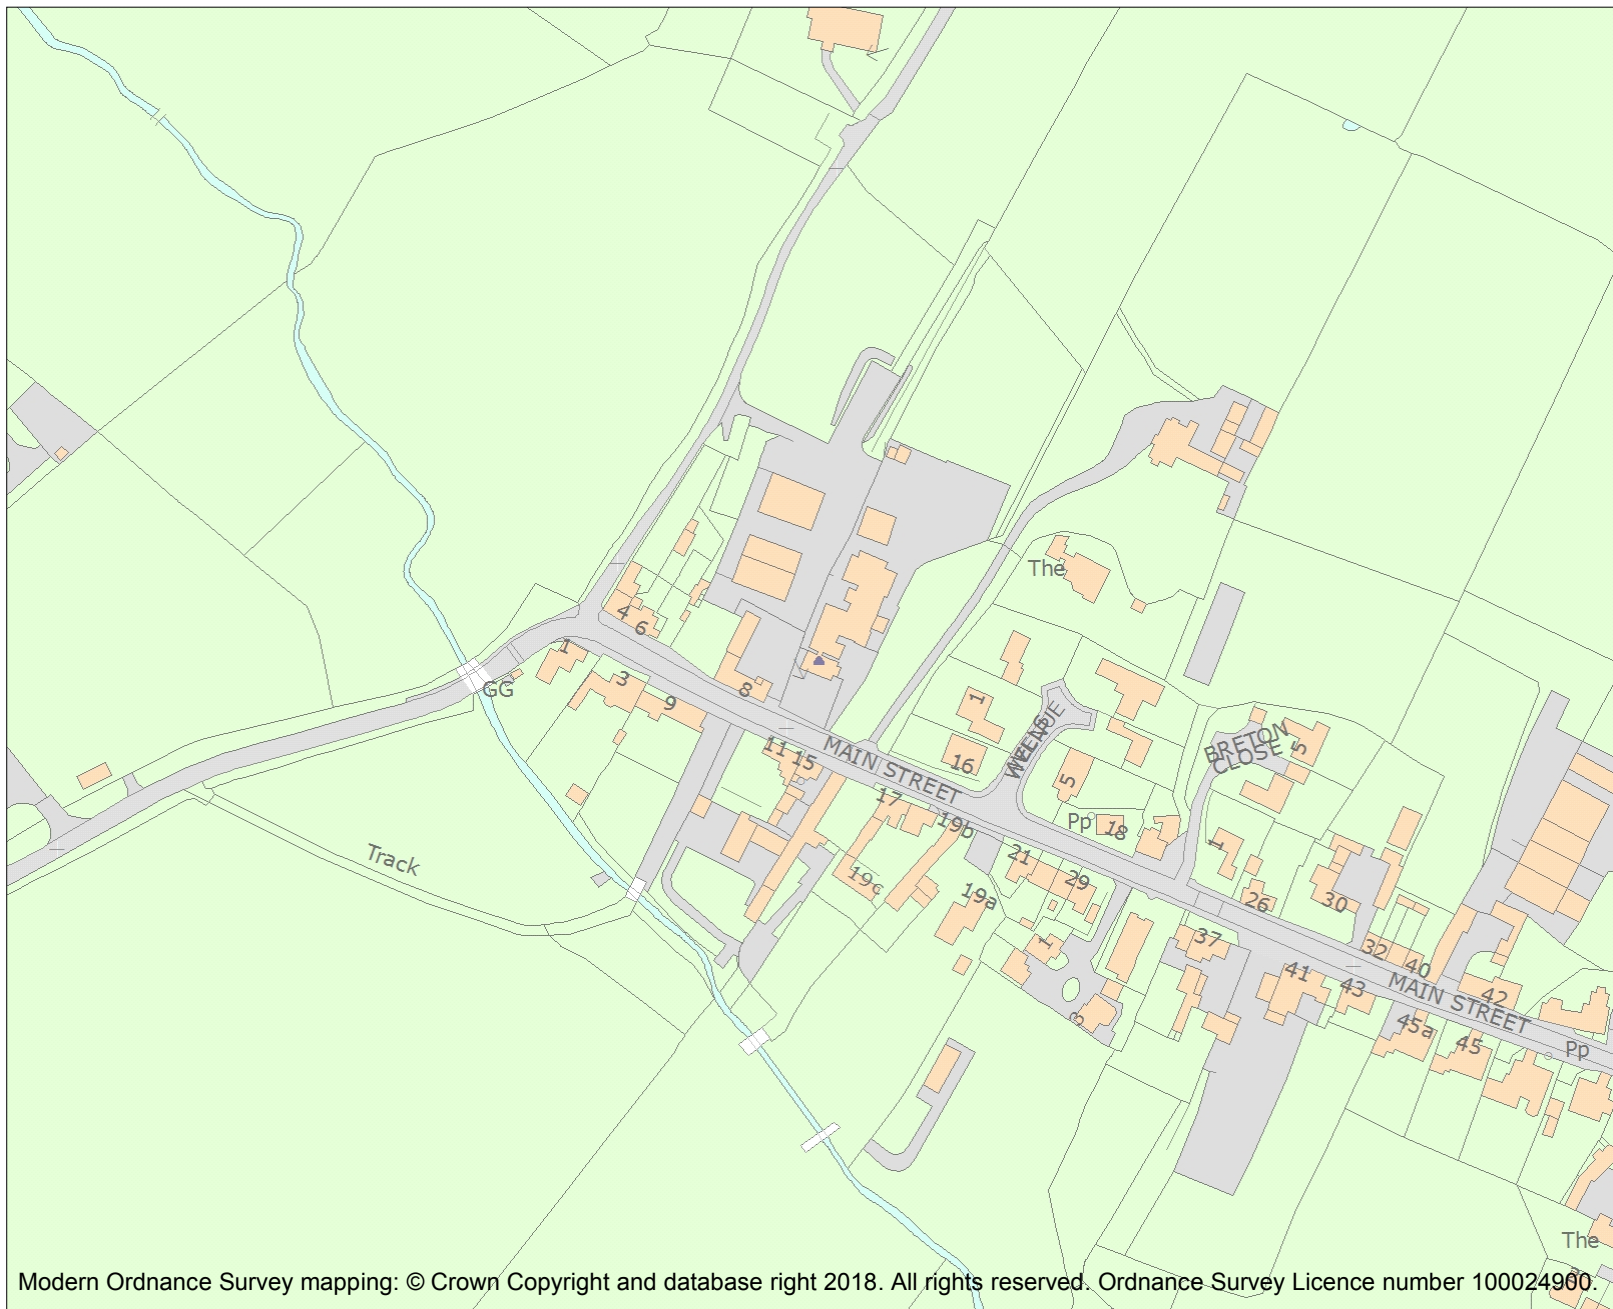 The
4
6
1
GG
3
9
8
1
MAIN STREET
11
15
16
AVENUE
5
BRETON
CLOSE
5
17
19b
Pp
18
1
Track
19c
21
29
19a
26
30
1
37
32
40
3
41
43
42
MAIN STREET
45a
45
Pp
The
Modern Ordnance Survey mapping: © Crown Copyright and database right 2018. All rights reserved. Ordnance Survey Licence number 100024900.